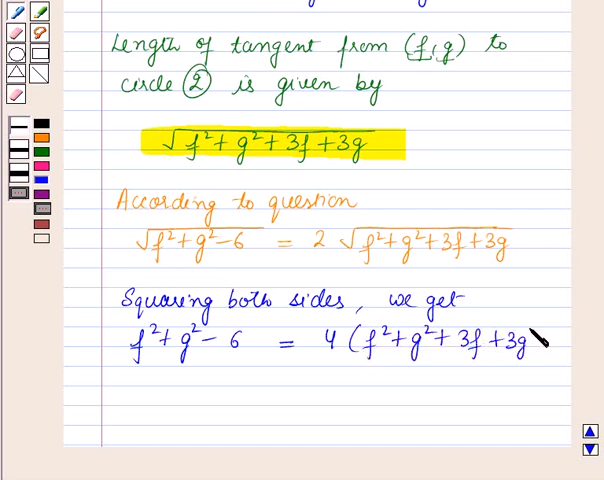 Length of tangent from (f, g) to
circle ② is given by
√f²+g²+3f+3g
According to question
√f²+g²-6 = 2 √f²+g²+3f+3g
Squaring both sides, we get
f²+g²-6 = 4 (f²+g²+3f+3g